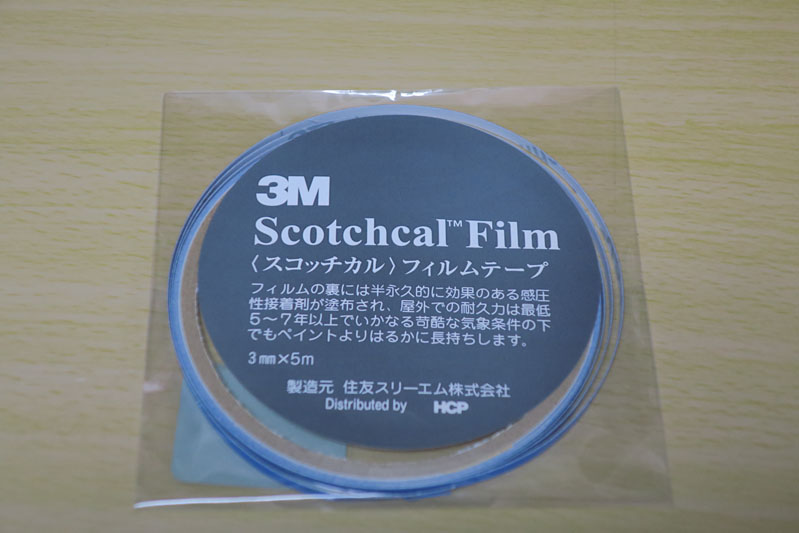 3M
Scotchcal™ Film
〈スコッチカル〉フィルムテープ
フィルムの裏には半永久的に効果のある感圧
性接着剤が塗布され、屋外での耐久力は最低
5～7年以上でいかなる苛酷な気象条件の下
でもペイントよりはるかに長持ちします。
3㎜×5m
製造元 住友スリーエム株式会社
Distributed by HCP